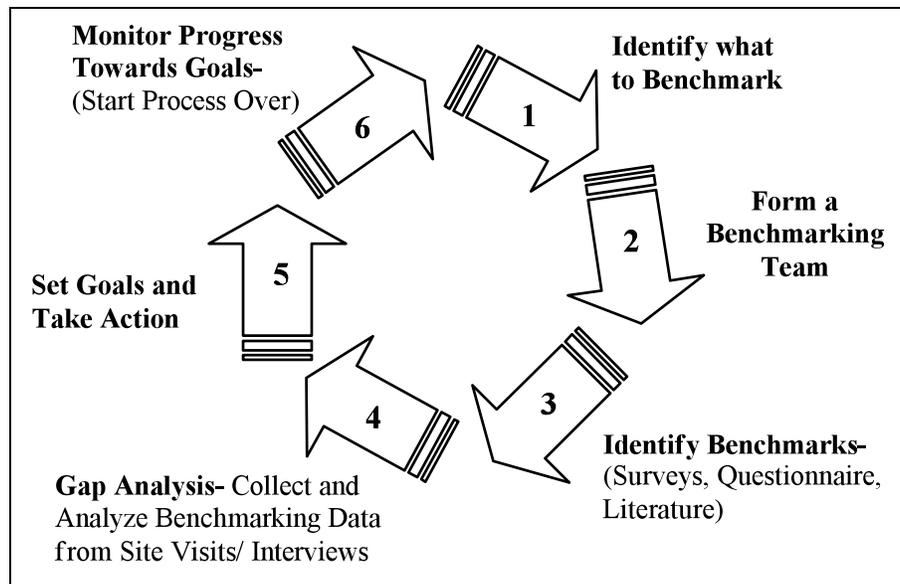 1
Identify what
to Benchmark
2
Form a
Benchmarking
Team
3
Identify Benchmarks-
(Surveys, Questionnaire,
Literature)
4
Gap Analysis- Collect and
Analyze Benchmarking Data
from Site Visits/ Interviews
5
Set Goals and
Take Action
6
Monitor Progress
Towards Goals-
(Start Process Over)